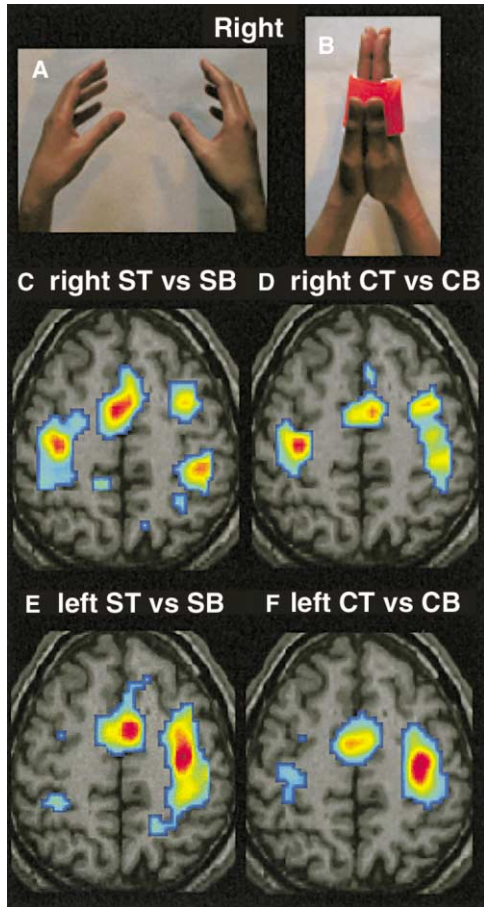 Right
A
B
C right ST vs SB
D right CT vs CB
E left ST vs SB
F left CT vs CB